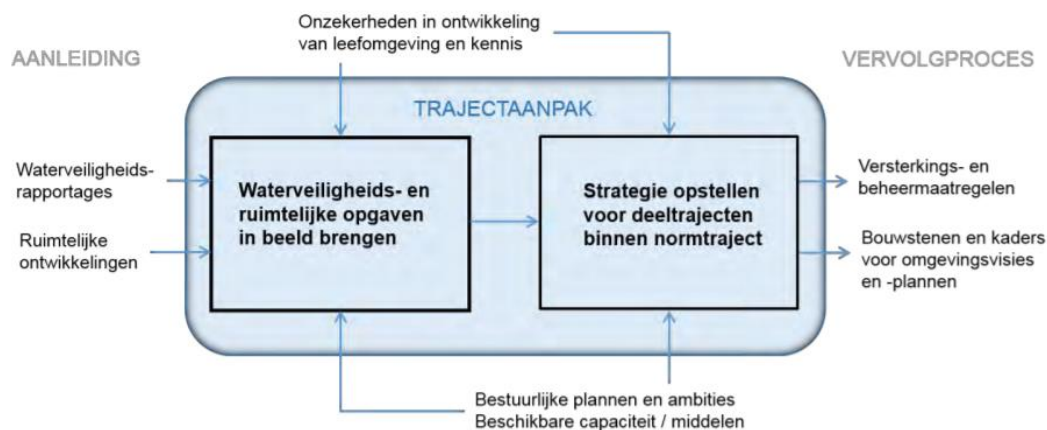 Onzekerheden in ontwikkeling
van leefomgeving en kennis
AANLEIDING
VERVOLGPROCES
TRAJECTAANPAK
Waterveiligheids-
rapportages
Ruimtelijke
ontwikkelingen
Waterveiligheids- en
ruimtelijke opgaven
in beeld brengen
Strategie opstellen
voor deeltrajecten
binnen normtraject
Versterkings- en
beheermaatregelen
Bouwstenen en kaders
voor omgevingsvisies
en -plannen
Bestuurlijke plannen en ambities
Beschikbare capaciteit / middelen